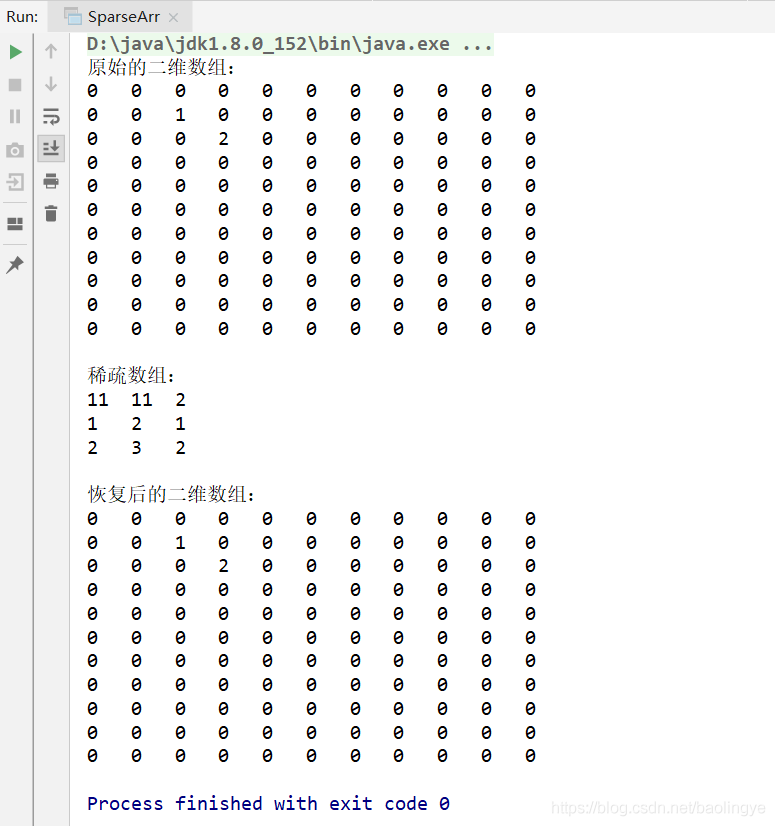 Run: SparseArr
D:\java\jdk1.8.0_152\bin\java.exe ...
原始的二维数组：
0 0 0 0 0 0 0 0 0 0 0
0 0 1 0 0 0 0 0 0 0 0
0 0 0 2 0 0 0 0 0 0 0
0 0 0 0 0 0 0 0 0 0 0
0 0 0 0 0 0 0 0 0 0 0
0 0 0 0 0 0 0 0 0 0 0
0 0 0 0 0 0 0 0 0 0 0
0 0 0 0 0 0 0 0 0 0 0
0 0 0 0 0 0 0 0 0 0 0
0 0 0 0 0 0 0 0 0 0 0
0 0 0 0 0 0 0 0 0 0 0
稀疏数组：
11 11 2
1 2 1
2 3 2
恢复后的二维数组：
0 0 0 0 0 0 0 0 0 0 0
0 0 1 0 0 0 0 0 0 0 0
0 0 0 2 0 0 0 0 0 0 0
0 0 0 0 0 0 0 0 0 0 0
0 0 0 0 0 0 0 0 0 0 0
0 0 0 0 0 0 0 0 0 0 0
0 0 0 0 0 0 0 0 0 0 0
0 0 0 0 0 0 0 0 0 0 0
0 0 0 0 0 0 0 0 0 0 0
0 0 0 0 0 0 0 0 0 0 0
0 0 0 0 0 0 0 0 0 0 0
Process finished with exit code 0
https://blog.csdn.net/baolingye